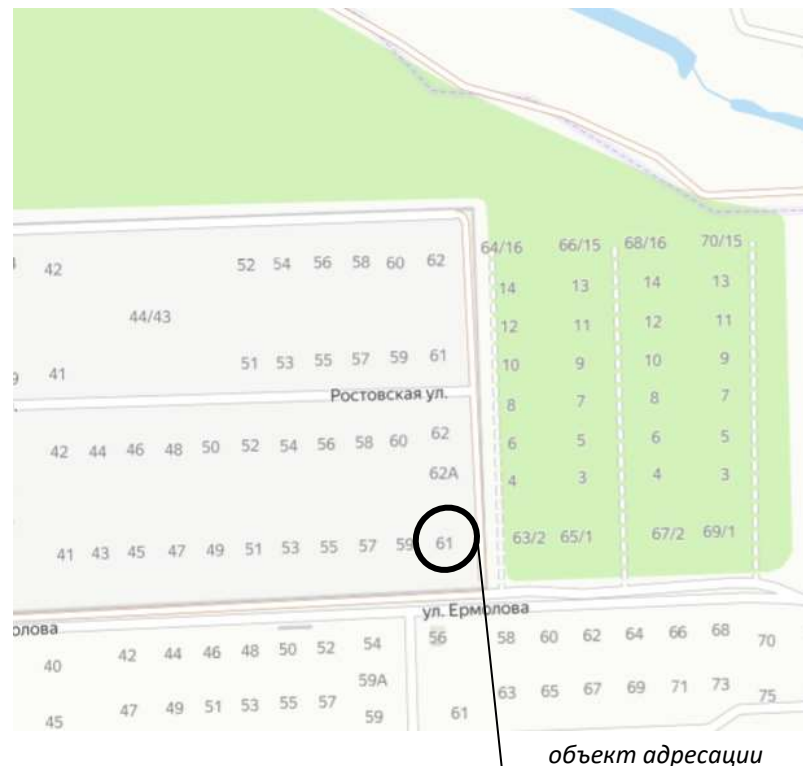 64/16 66/15 68/16 70/15
42 52 54 56 58 60 62
14 13 14 13
44/43
12 11 12 11
41 51 53 55 57 59 61
10 9 10 9
Ростовская ул.
8 7 8 7
42 44 46 48 50 52 54 56 58 60 62
6 5 6 5
62А
4 3 4 3
41 43 45 47 49 51 53 55 57 59 61
63/2 65/1 67/2 69/1
ул. Ермолова
олова
40 42 44 46 48 50 52 54 56 58 60 62 64 66 68 70
59А
45 47 49 51 53 55 57 59 61 63 65 67 69 71 73 75
объект адресации